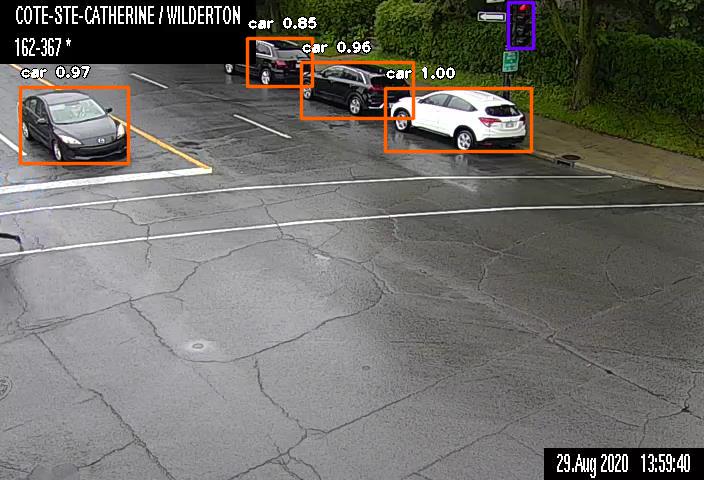 COTE-STE-CATHERINE / WILDERTON
162-367 *
car 0.85
car 0.96
car 0.97
car 1.00
29.Aug 2020 13:59:40